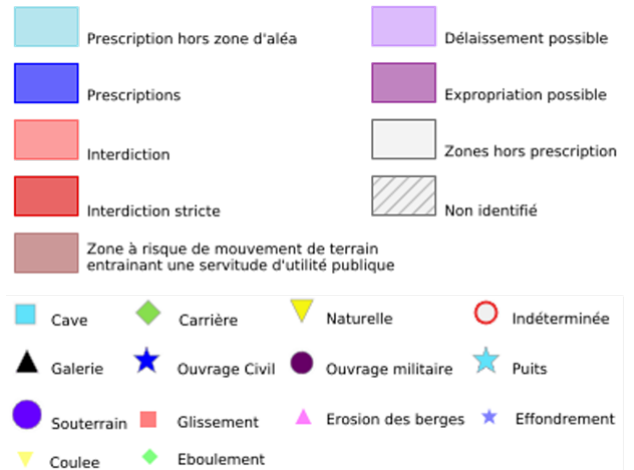 Prescription hors zone d'aléa
Délaissement possible
Prescriptions
Expropriation possible
Interdiction
Zones hors prescription
Interdiction stricte
Non identifié
Zone à risque de mouvement de terrain
entrainant une servitude d'utilité publique
Cave
Carrière
Naturelle
Indéterminée
Galerie
Ouvrage Civil
Ouvrage militaire
Puits
Souterrain
Glissement
Erosion des berges
Effondrement
Coulee
Eboulement